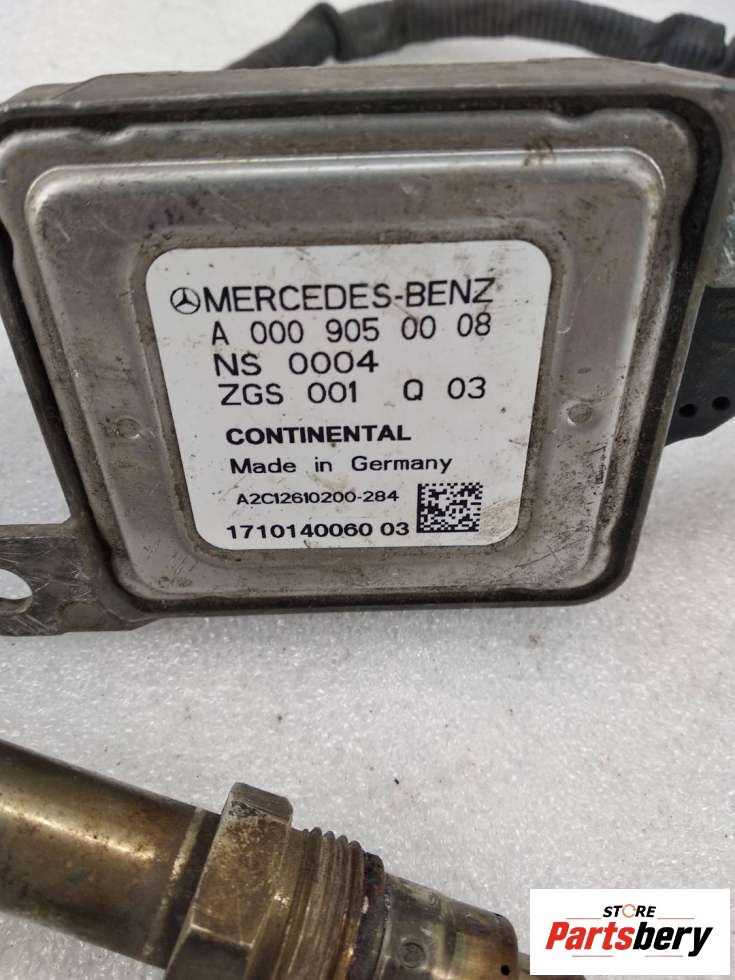 MERCEDES-BENZ
A 000 905 00 08
NS 0004
ZGS 001 Q 03
CONTINENTAL
Made in Germany
A2C12610200-284
1710140060 03
STORE
Partsbery